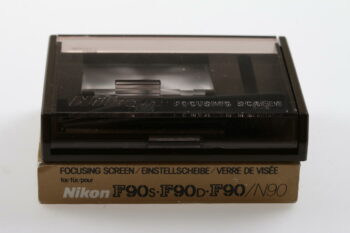 Nikon FOCUSING SCREEN
FOCUSING SCREEN/EINSTELLSCHEIBE/VERRE DE VISÉE
for/für/pour
Nikon F90S·F90D·F90/N90